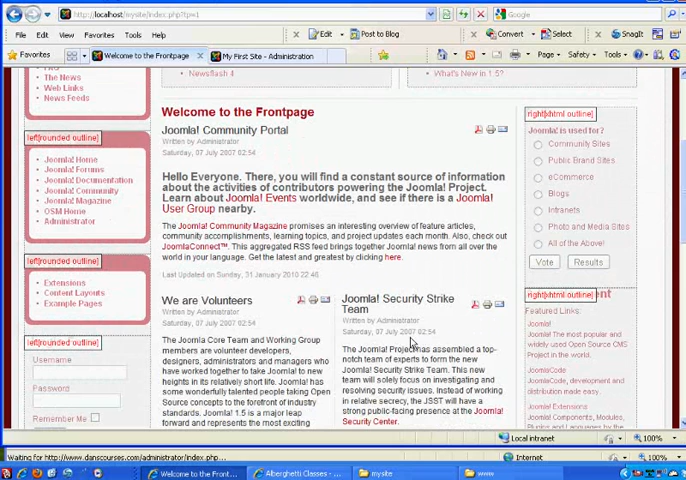 http://localhost/mysite/index.php?tp=1
Google
File Edit View Favorites Tools Help
Edit Post to Blog
Convert Select
SnagIt
Favorites
Welcome to the Frontpage
My First Site - Administration
Page Safety Tools
FAQ
The News
Web Links
News Feeds
Newsflash 4
What's New in 1.5?
left[rounded outline]
Joomla! Home
Joomla! Forums
Joomla! Documentation
Joomla! Community
Joomla! Magazine
OSM Home
Administrator
left[rounded outline]
Extensions
Content Layouts
Example Pages
left[rounded outline]
Username
Password
Remember Me
Welcome to the Frontpage
Joomla! Community Portal
Written by Administrator
Saturday, 07 July 2007 02:54
Hello Everyone. There, you will find a constant source of information
about the activities of contributors powering the Joomla! Project.
Learn about Joomla! Events worldwide, and see if there is a Joomla!
User Group nearby.
The Joomla! Community Magazine promises an interesting overview of feature articles,
community accomplishments, learning topics, and project updates each month. Also, check out
JoomlaConnect™. This aggregated RSS feed brings together Joomla! news from all over the
world in your language. Get the latest and greatest by clicking here.
Last Updated on Sunday, 31 January 2010 22:48
We are Volunteers
Written by Administrator
Saturday, 07 July 2007 02:54
The Joomla Core Team and Working Group
members are volunteer developers,
designers, administrators and managers who
have worked together to take Joomla! to new
heights in its relatively short life. Joomla! has
some wonderfully talented people taking Open
Source concepts to the forefront of industry
standards. Joomla! 1.5 is a major leap
forward and represents the most exciting
Joomla! Security Strike
Team
Written by Administrator
Saturday, 07 July 2007 02:54
The Joomla! Project has assembled a top-
notch team of experts to form the new
Joomla! Security Strike Team. This new
team will solely focus on investigating and
resolving security issues. Instead of working
in relative secrecy, the JSST will have a
strong public-facing presence at the Joomla!
Security Center.
right[xhtml outline]
Joomla! is used for?
Community Sites
Public Brand Sites
eCommerce
Blogs
Intranets
Photo and Media Sites
All of the Above!
Vote Results
right[xhtml outline]
Featured Links:
Joomla!
Joomla! The most popular and
widely used Open Source CMS
Project in the world.
JoomlaCode
JoomlaCode, development and
distribution made easy.
Joomla! Extensions
Joomla! Components, Modules,
Plugins and Languages by the
Local intranet 100%
Waiting for http://www.danscourses.com/administrator/index.php...
Internet 100%
Welcome to the Front...
Alberghetti Classes - ...
mysite
www